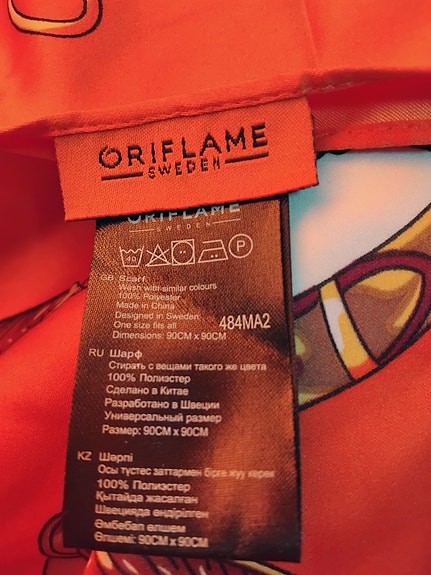 ORIFLAME
SWEDEN
ORIFLAME
SWEDEN
40 P
GB Scarf
Wash with similar colours
100% Polyester
Made in China
Designed in Sweden
One size fits all 484MA2
Dimensions: 90CM x 90CM
RU Шарф
Стирать с вещами такого же цвета
100% Полиэстер
Сделано в Китае
Разработано в Швеции
Универсальный размер
Размер: 90CM x 90CM
KZ Шәрпі
Осы түстес заттармен бірге жуу керек
100% Полиэстер
Қытайда жасалған
Швецияда өндірілген
Әмбебап өлшем
Өлшемі: 90CM x 90CM